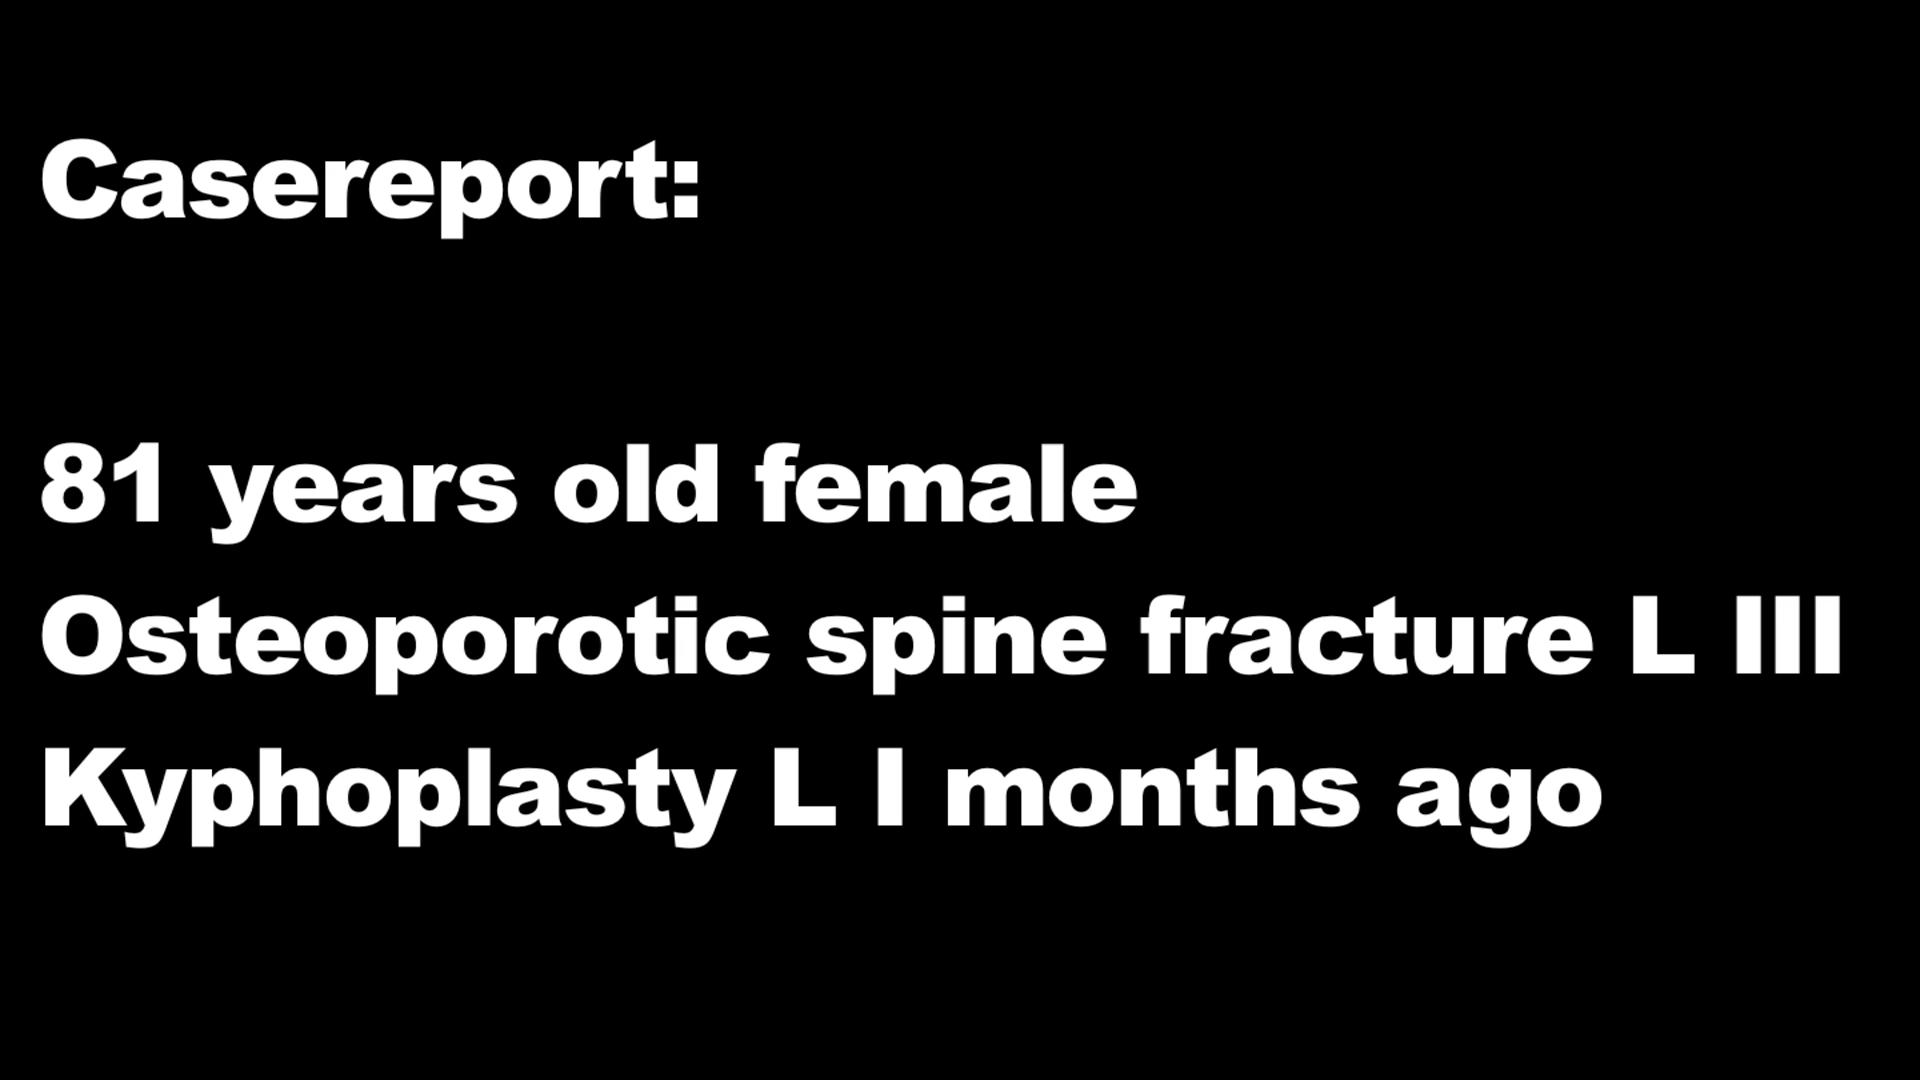 Casereport:
81 years old female
Osteoporotic spine fracture L III
Kyphoplasty L I months ago